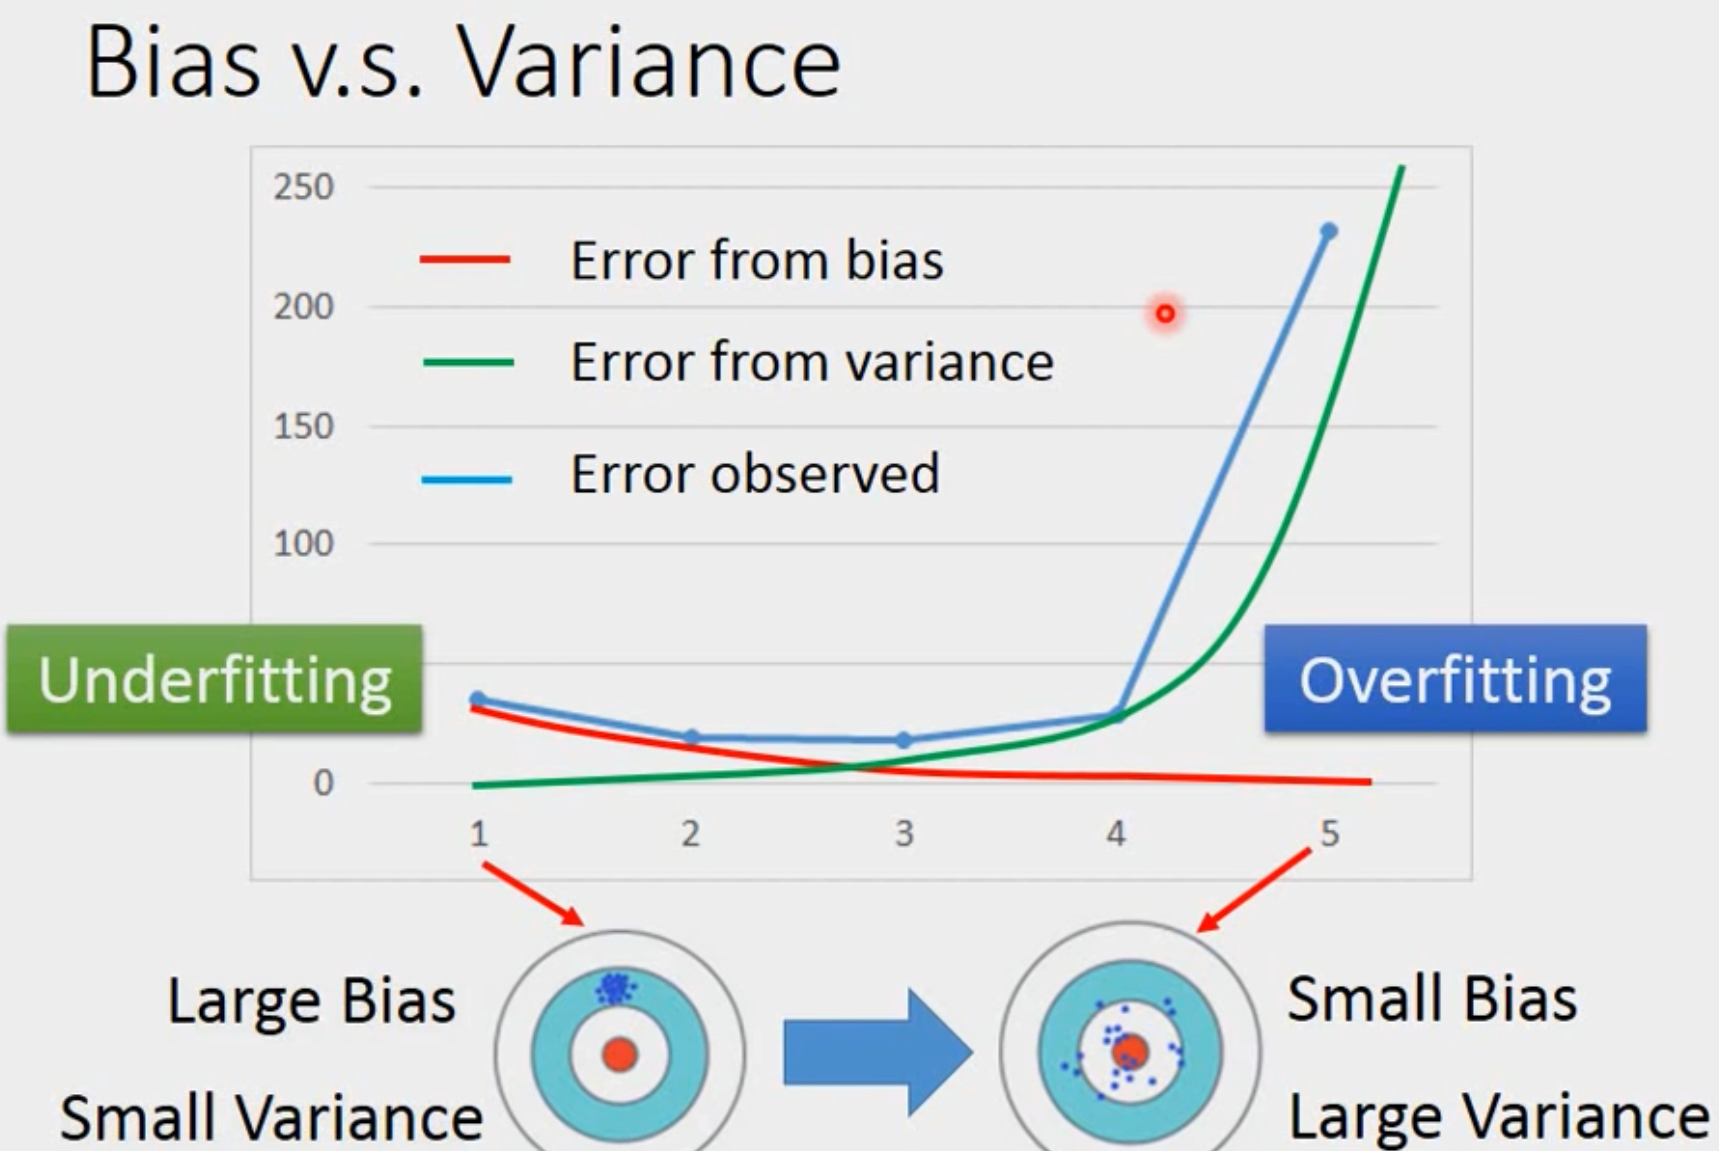 Bias v.s. Variance
250
Error from bias
200
Error from variance
150
Error observed
100
Underfitting
Overfitting
0
1 2 3 4 5
Large Bias
Small Bias
Small Variance
Large Variance